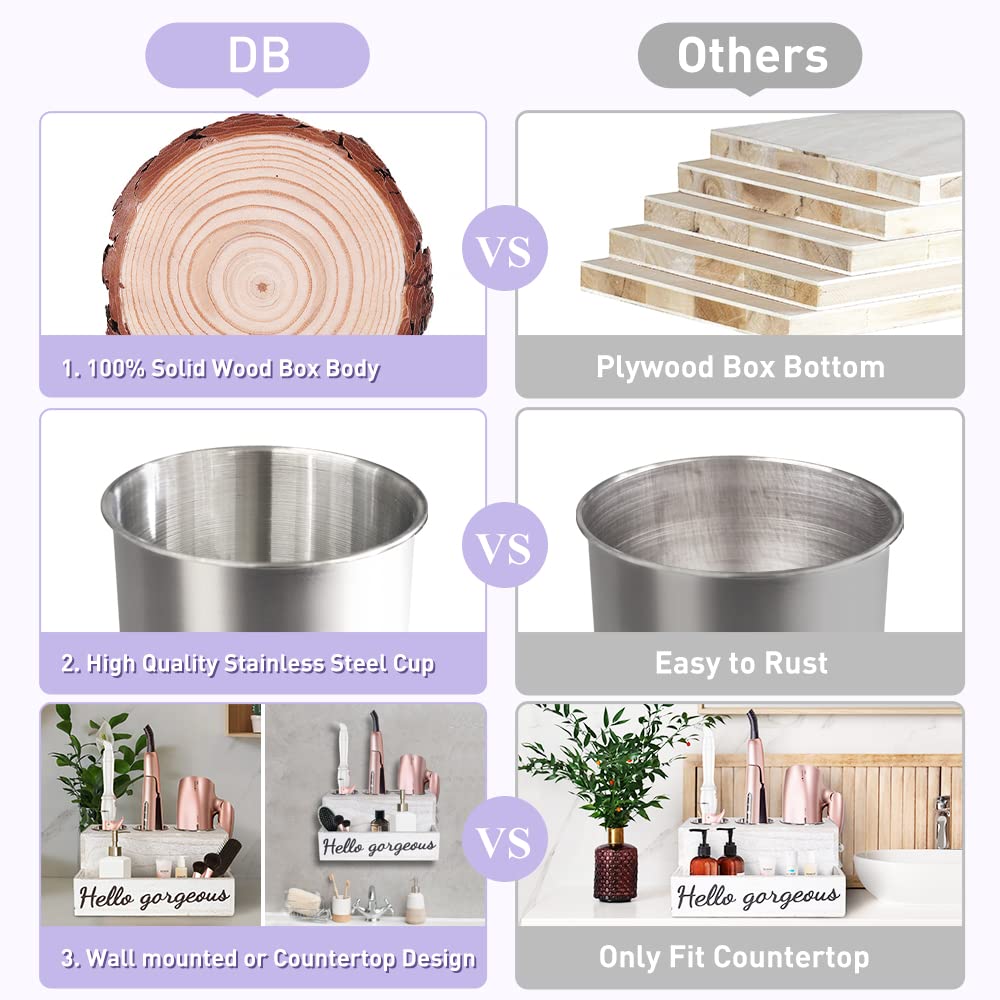 DB
Others
VS
1. 100% Solid Wood Box Body
Plywood Box Bottom
VS
2. High Quality Stainless Steel Cup
Easy to Rust
VS
Hello gorgeous
Hello gorgeous
Hello gorgeous
3. Wall mounted or Countertop Design
Only Fit Countertop